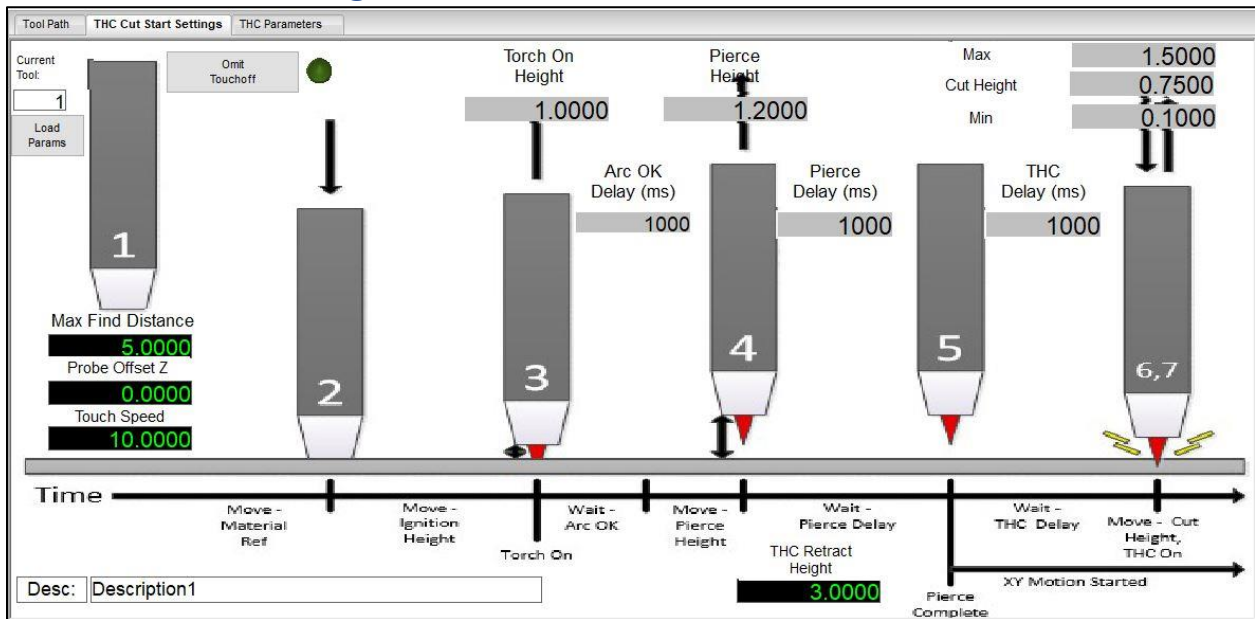 Tool Path
THC Cut Start Settings
THC Parameters
Current
Tool:
1
Load
Params
Omit
Touchoff
Torch On
Height
1.0000
Pierce
Height
1.2000
Max
1.5000
Cut Height
0.7500
Min
0.1000
Arc OK
Delay (ms)
1000
Pierce
Delay (ms)
1000
THC
Delay (ms)
1000
1
2
3
4
5
6,7
Max Find Distance
5.0000
Probe Offset Z
0.0000
Touch Speed
10.0000
Time
Move -
Material
Ref
Move -
Ignition
Height
Torch On
Wait -
Arc OK
Move -
Pierce
Height
Wait -
Pierce Delay
Wait -
THC Delay
Move - Cut
Height,
THC On
THC Retract
Height
3.0000
Pierce
Complete
XY Motion Started
Desc:
Description1